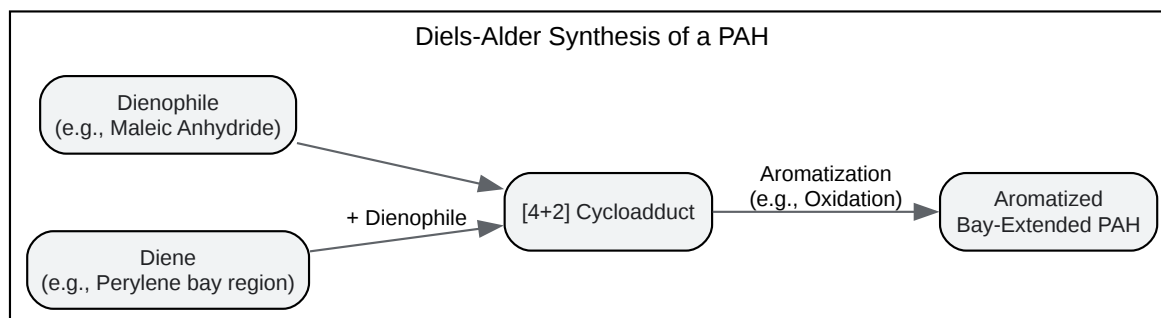 Diels-Alder Synthesis of a PAH
Dienophile
(e.g., Maleic Anhydride)
Diene
(e.g., Perylene bay region)
+ Dienophile
[4+2] Cycloadduct
Aromatization
(e.g., Oxidation)
Aromatized
Bay-Extended PAH